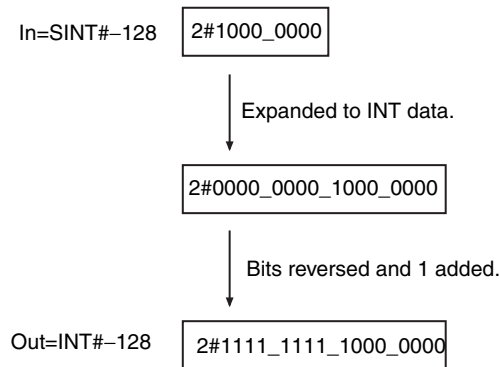 In=SINT#−128 2#1000_0000
Expanded to INT data.
2#0000_0000_1000_0000
Bits reversed and 1 added.
Out=INT#−128 2#1111_1111_1000_0000